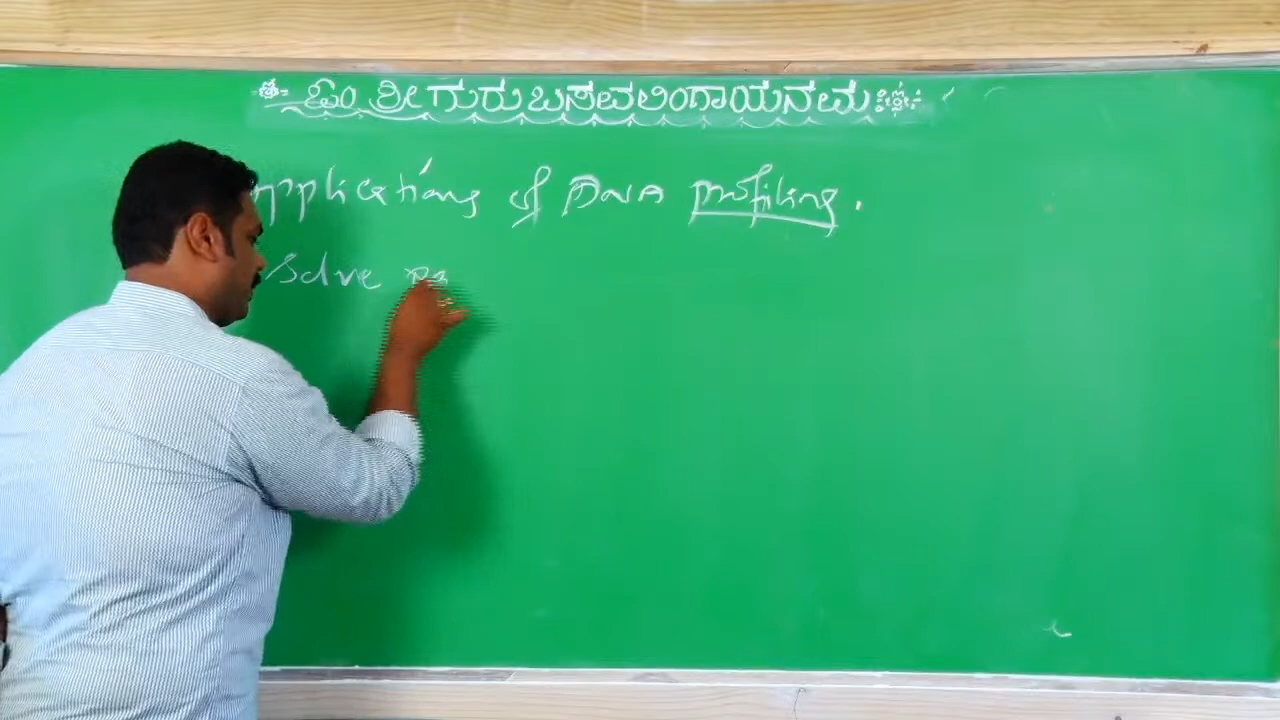 ಓಂ ಶ್ರೀ ಗುರುಬಸವಲಿಂಗಾಯನಮಃ
applications of DNA profiling.
Solve